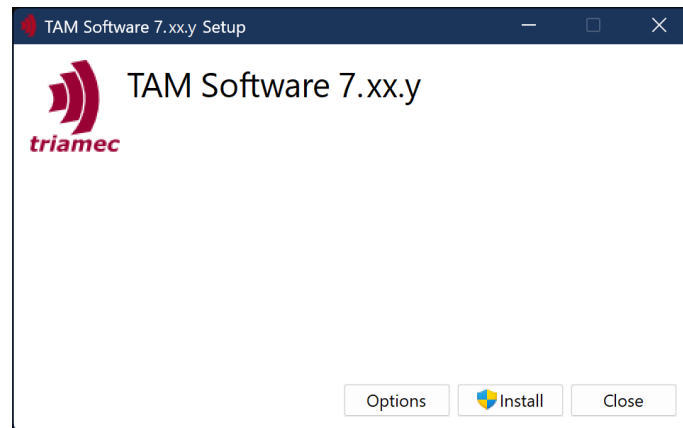 TAM Software 7.xx.y Setup
TAM Software 7.xx.y
triamec
Options
Install
Close